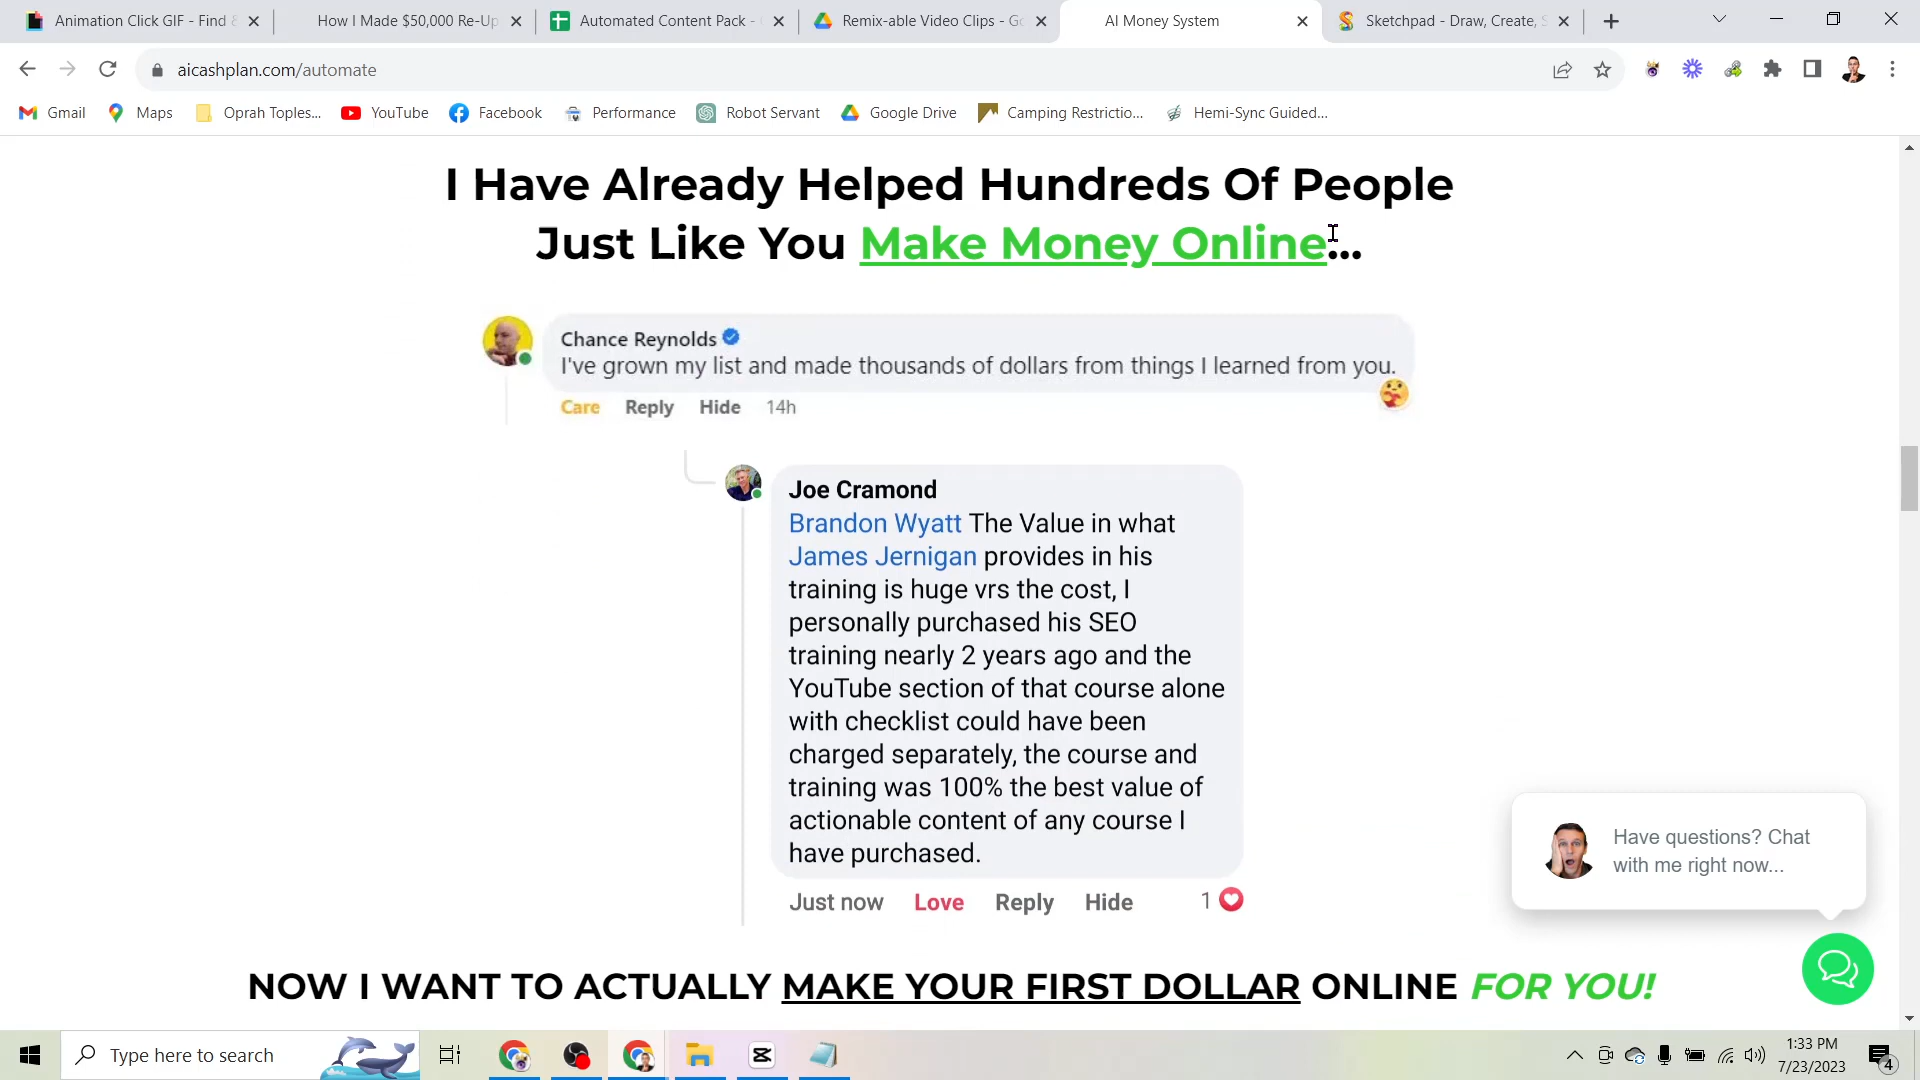 Animation Click GIF - Find &
How I Made $50,000 Re-Up
Automated Content Pack -
Remix-able Video Clips - Go
AI Money System
Sketchpad - Draw, Create, S
aicashplan.com/automate
Gmail
Maps
Oprah Toples...
YouTube
Facebook
Performance
Robot Servant
Google Drive
Camping Restrictio...
Hemi-Sync Guided...
I Have Already Helped Hundreds Of People
Just Like You Make Money Online...
Chance Reynolds
I've grown my list and made thousands of dollars from things I learned from you.
Care Reply Hide 14h
Joe Cramond
Brandon Wyatt The Value in what
James Jernigan provides in his
training is huge vrs the cost, I
personally purchased his SEO
training nearly 2 years ago and the
YouTube section of that course alone
with checklist could have been
charged separately, the course and
training was 100% the best value of
actionable content of any course I
have purchased.
Just now Love Reply Hide 1
Have questions? Chat
with me right now...
NOW I WANT TO ACTUALLY MAKE YOUR FIRST DOLLAR ONLINE FOR YOU!
Type here to search
1:33 PM
7/23/2023
4